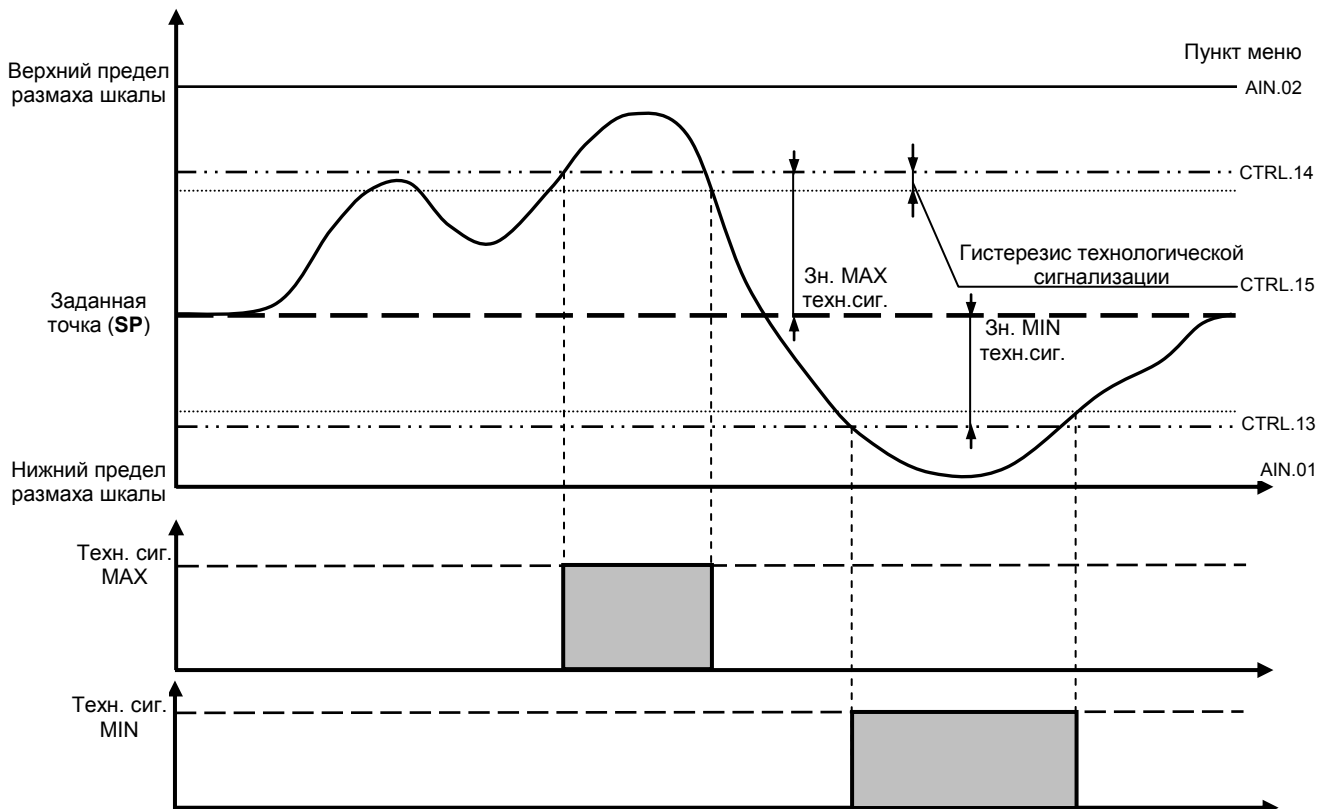 Пункт меню
Верхний предел
размаха шкалы
AIN.02
CTRL.14
Гистерезис технологической
сигнализации
Зн. MAX
техн.сиг.
CTRL.15
Заданная
точка (SP)
Зн. MIN
техн.сиг.
CTRL.13
Нижний предел
размаха шкалы
AIN.01
Техн. сиг.
MAX
Техн. сиг.
MIN